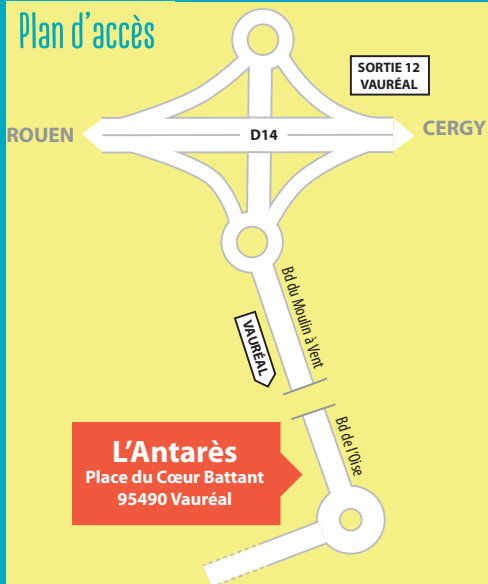 Plan d'accès
SORTIE 12
VAURÉAL
ROUEN
D14
CERGY
Bd du Moulin à Vent
VAURÉAL
Bd de l'Oise
L'Antarès
Place du Cœur Battant
95490 Vauréal